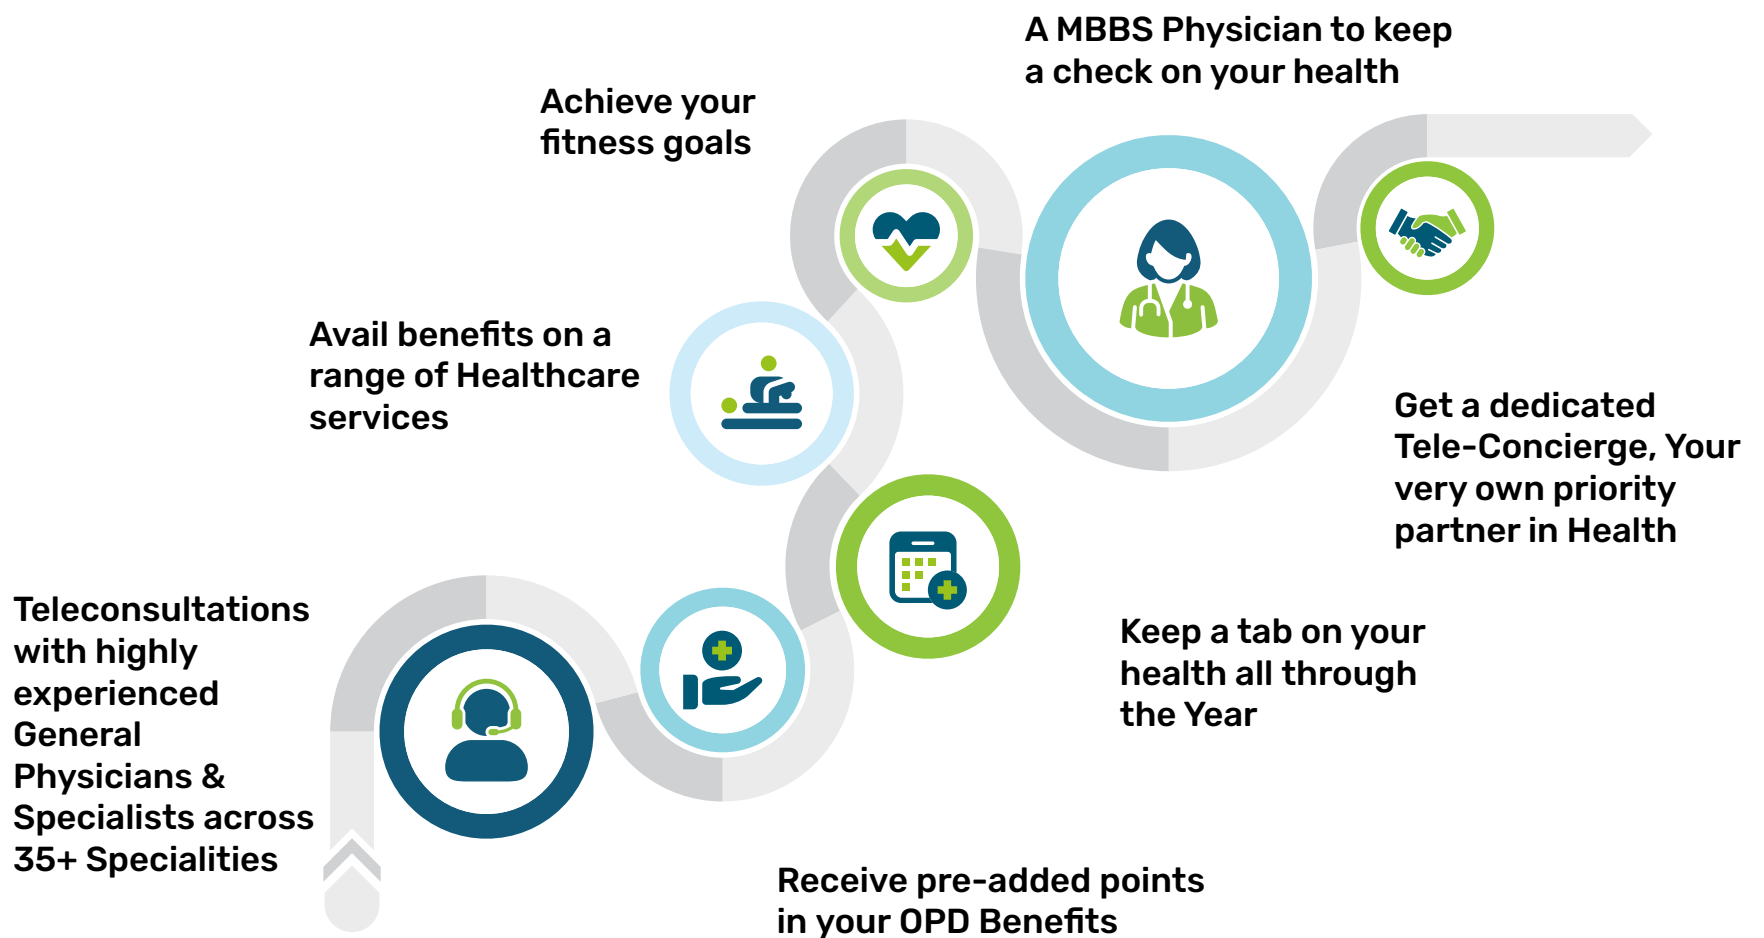 A MBBS Physician to keep
a check on your health
Achieve your
fitness goals
Avail benefits on a
range of Healthcare
services
Get a dedicated
Tele-Concierge, Your
very own priority
partner in Health
Teleconsultations
with highly
experienced
General
Physicians &
Specialists across
35+ Specialities
Keep a tab on your
health all through
the Year
Receive pre-added points
in your OPD Benefits